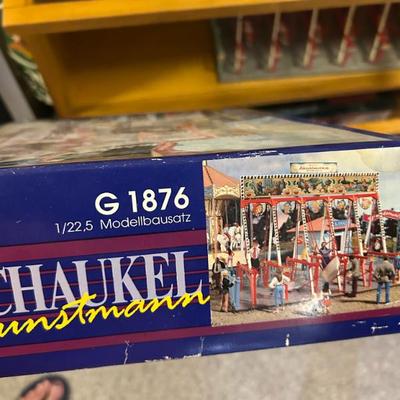 G 1876
1/22,5 Modellbausatz
CHAUKEL
unstmann